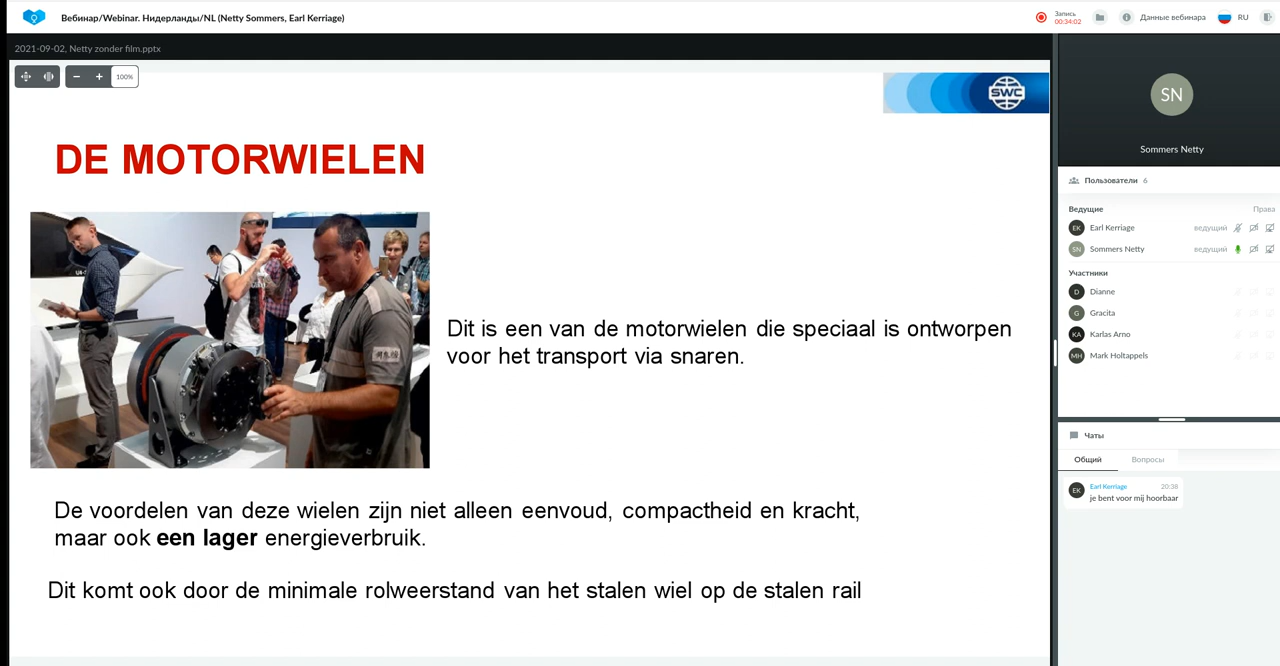 Вебинар/Webinar. Нидерланды/NL (Netty Sommers, Earl Kerriage)
Запись
00:34:02
Данные вебинара
RU
2021-09-02, Netty zonder film.pptx
100%
SWC
DE MOTORWIELEN
Dit is een van de motorwielen die speciaal is ontworpen
voor het transport via snaren.
De voordelen van deze wielen zijn niet alleen eenvoud, compactheid en kracht,
maar ook een lager energieverbruik.
Dit komt ook door de minimale rolweerstand van het stalen wiel op de stalen rail
SN
Sommers Netty
Пользователи 6
Ведущие Права
EK Earl Kerriage ведущий
SN Sommers Netty ведущий
Участники
D Dianne
G Gracita
KA Karlas Arno
MH Mark Holtappels
Чаты
Общий Вопросы
EK Earl Kerriage 20:38
je bent voor mij hoorbaar